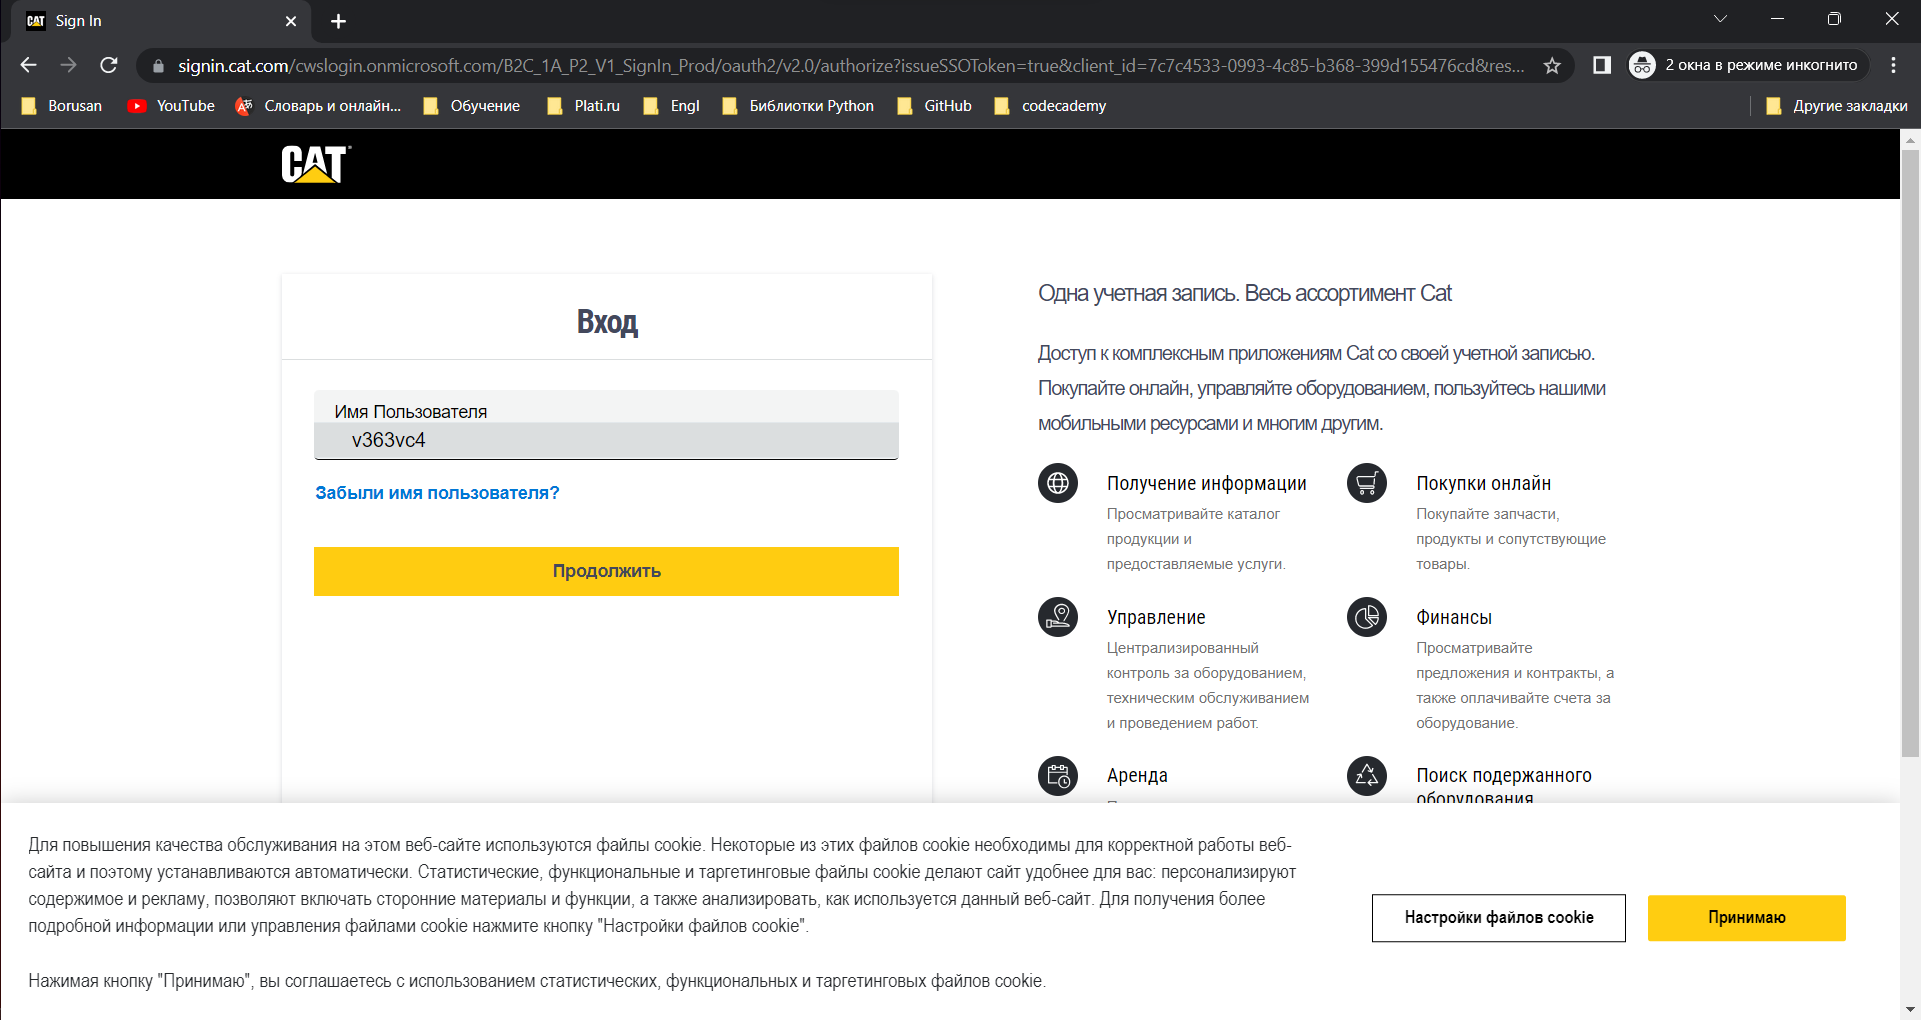 CAT Sign In
signin.cat.com/cwslogin.onmicrosoft.com/B2C_1A_P2_V1_SignIn_Prod/oauth2/v2.0/authorize?issueSSOToken=true&client_id=7c7c4533-0993-4c85-b368-399d155476cd&res...
2 окна в режиме инкогнито
Borusan
YouTube
Словарь и онлайн...
Обучение
Plati.ru
Engl
Библиотки Python
GitHub
codecademy
Другие закладки
CAT
Вход
Имя Пользователя
v363vc4
Забыли имя пользователя?
Продолжить
Одна учетная запись. Весь ассортимент Cat
Доступ к комплексным приложениям Cat со своей учетной записью.
Покупайте онлайн, управляйте оборудованием, пользуйтесь нашими
мобильными ресурсами и многим другим.
Получение информации
Просматривайте каталог
продукции и
предоставляемые услуги.
Покупки онлайн
Покупайте запчасти,
продукты и сопутствующие
товары.
Управление
Централизированный
контроль за оборудованием,
техническим обслуживанием
и проведением работ.
Финансы
Просматривайте
предложения и контракты, а
также оплачивайте счета за
оборудование.
Аренда
Поиск подержанного
оборудования
Для повышения качества обслуживания на этом веб-сайте используются файлы cookie. Некоторые из этих файлов cookie необходимы для корректной работы веб-
сайта и поэтому устанавливаются автоматически. Статистические, функциональные и таргетинговые файлы cookie делают сайт удобнее для вас: персонализируют
содержимое и рекламу, позволяют включать сторонние материалы и функции, а также анализировать, как используется данный веб-сайт. Для получения более
подробной информации или управления файлами cookie нажмите кнопку "Настройки файлов cookie".
Нажимая кнопку "Принимаю", вы соглашаетесь с использованием статистических, функциональных и таргетинговых файлов cookie.
Настройки файлов cookie
Принимаю